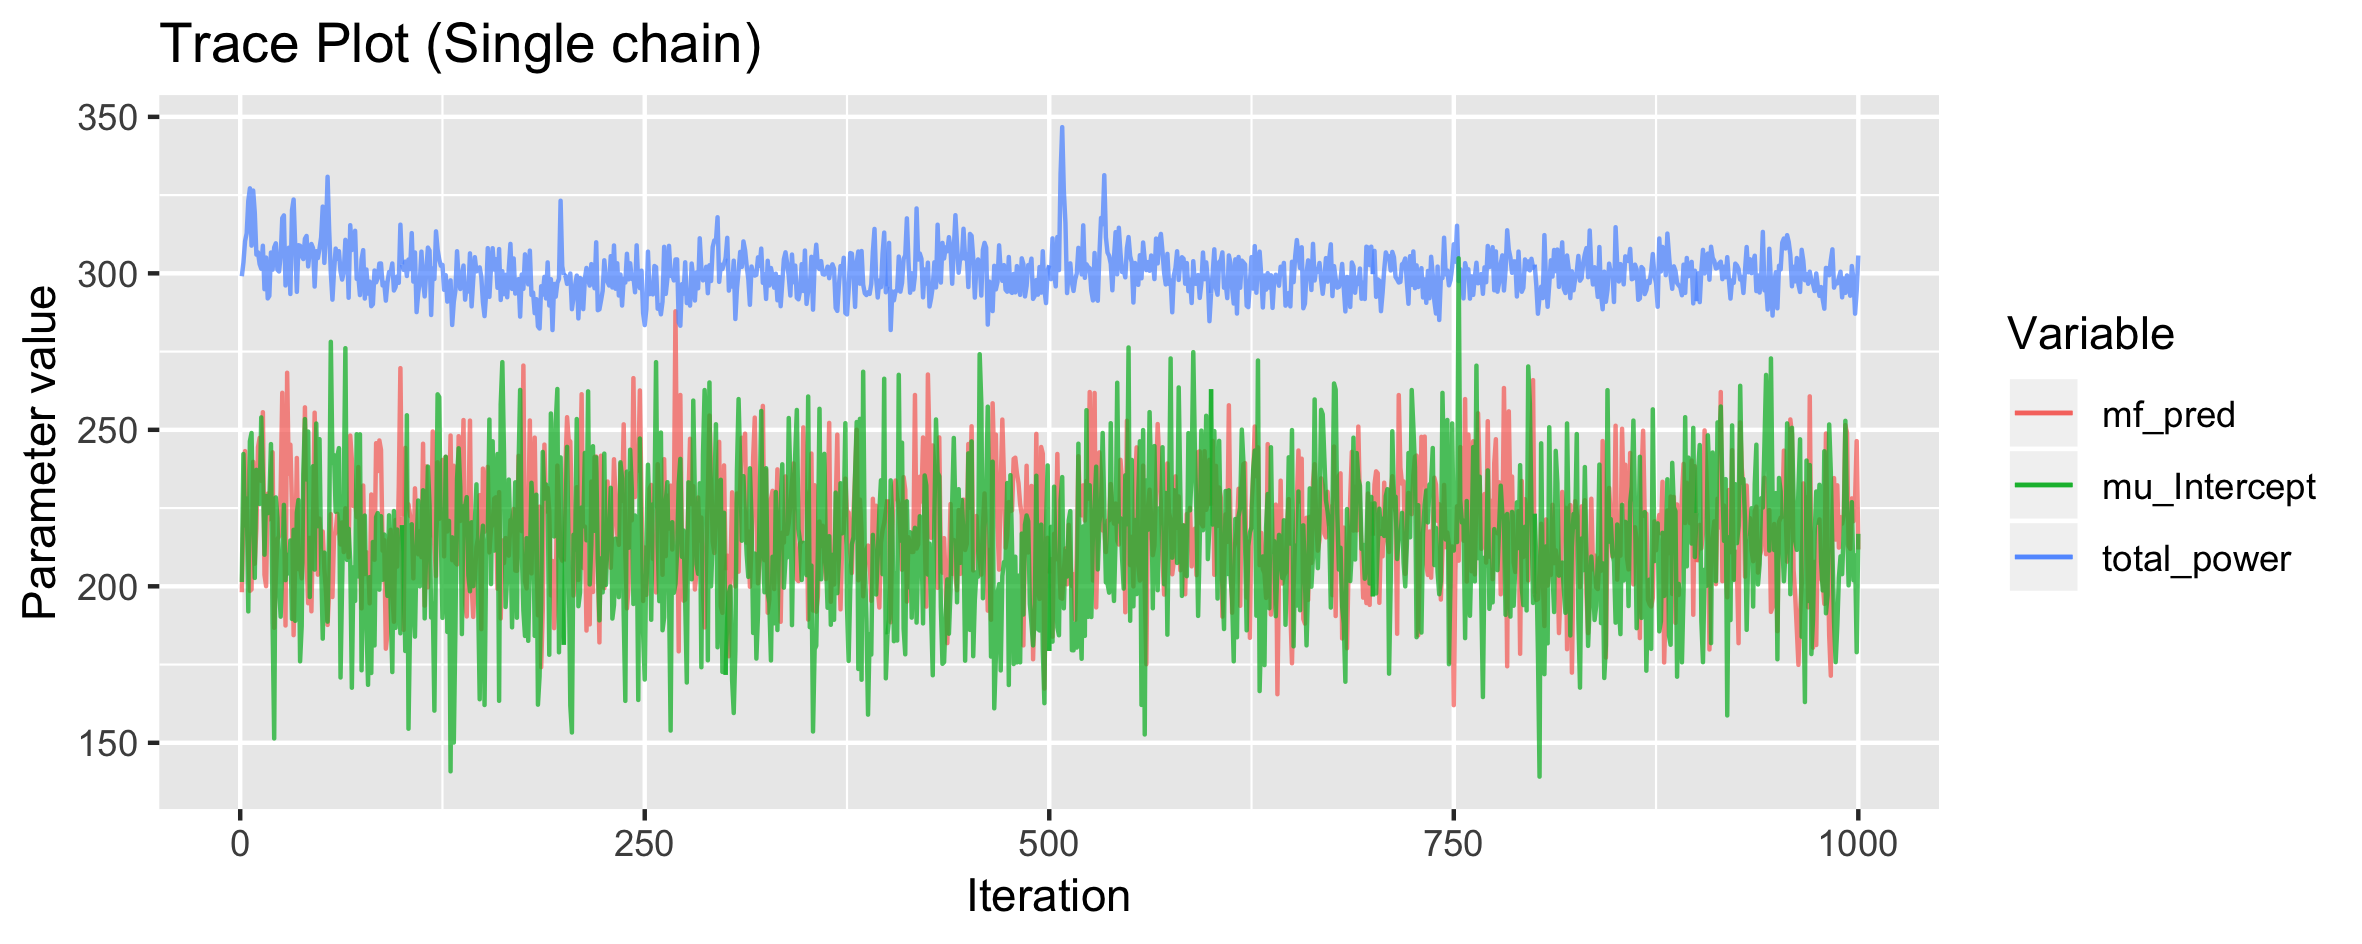 Trace Plot (Single chain)
350
300
250
200
150
Parameter value
0 250 500 750 1000
Iteration
Variable
mf_pred
mu_Intercept
total_power